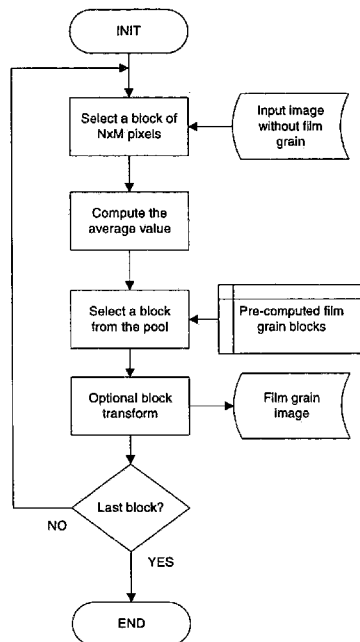 INIT
Select a block of
NxM pixels
Input image
without film
grain
Compute the
average value
Select a block
from the pool
Pre-computed film
grain blocks
Optional block
transform
Film grain
image
Last block?
NO
YES
END